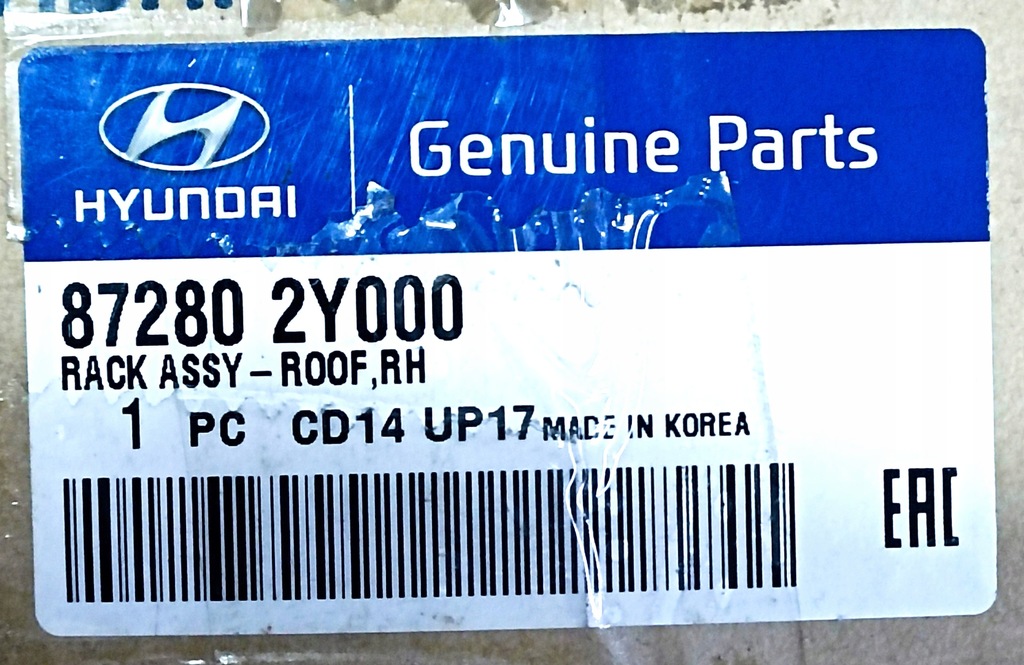 HYUNDAI
Genuine Parts
87280 2Y000
RACK ASSY-ROOF,RH
1 PC CD14 UP17 MADE IN KOREA
EAC